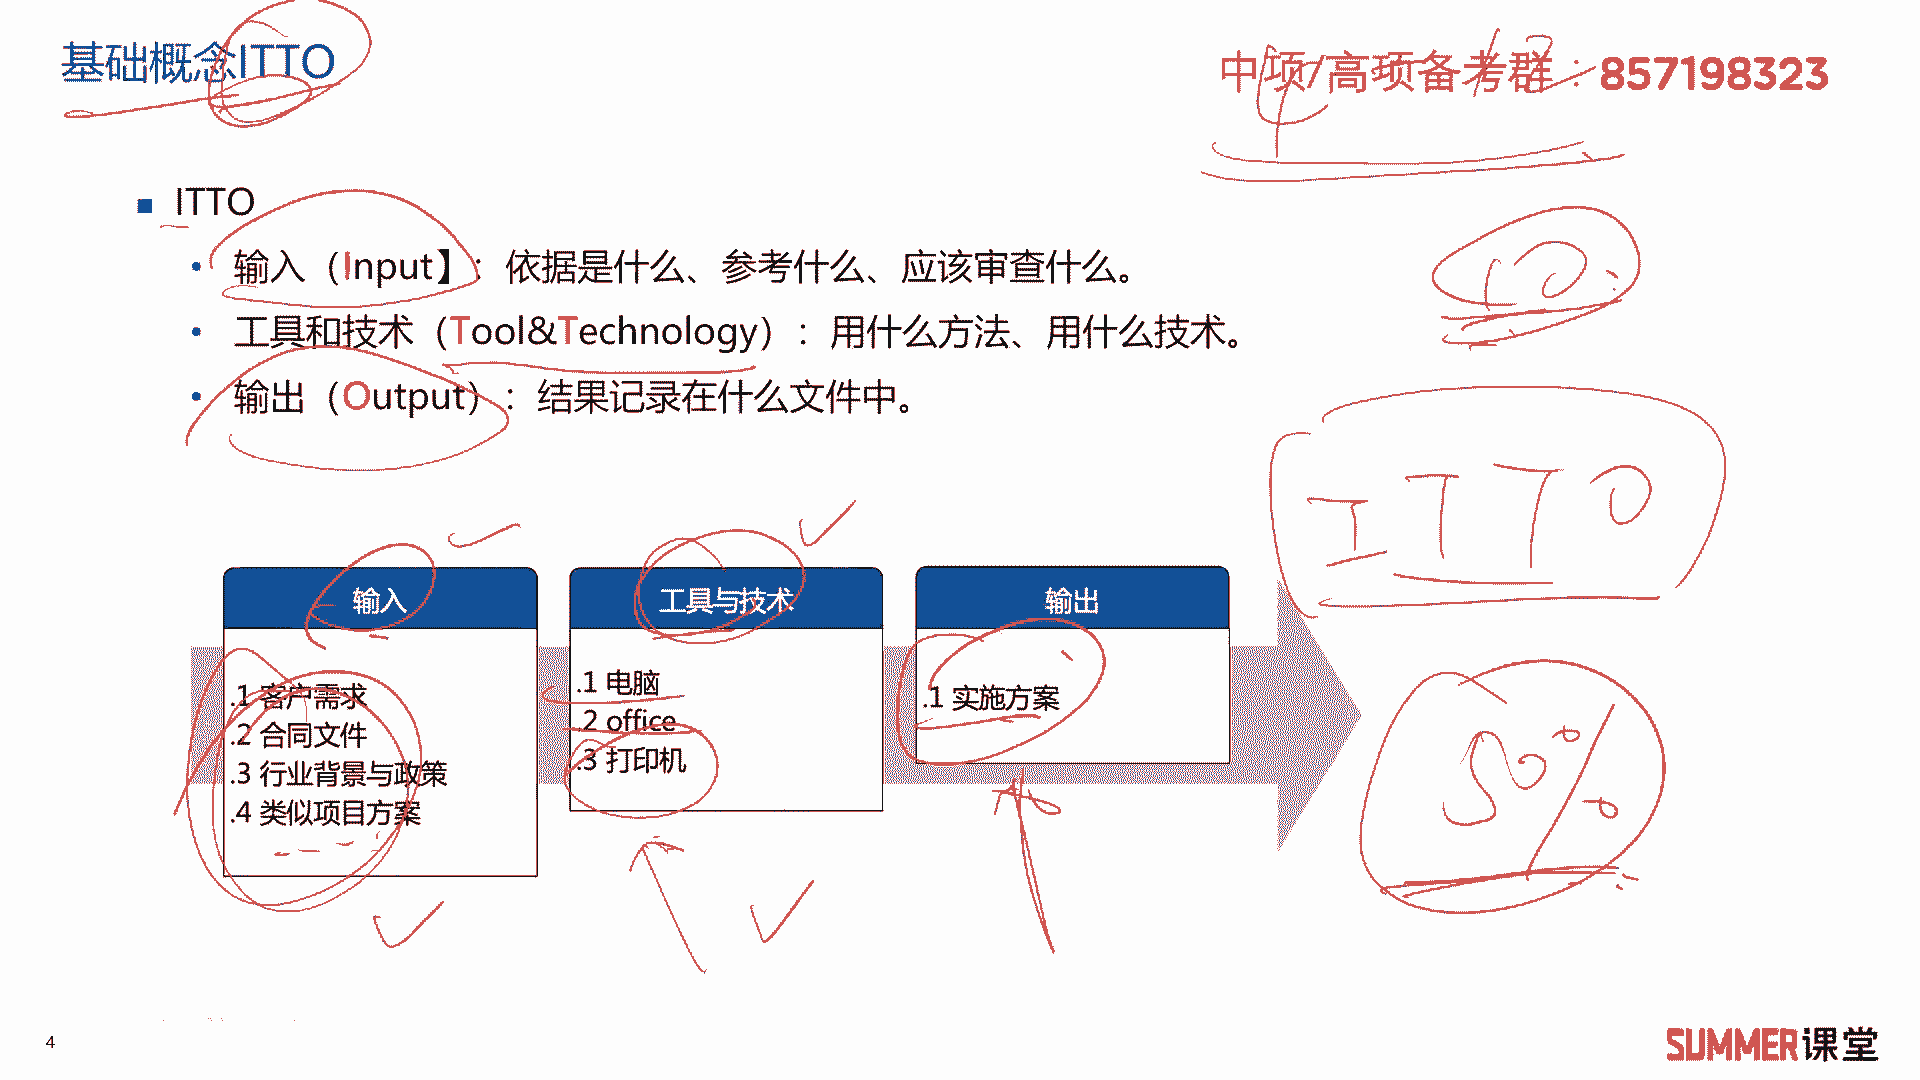 基础概念ITTO
中项/高项备考群：857198323
ITTO
输入（Input】：依据是什么、参考什么、应该审查什么。
工具和技术（Tool&Technology）：用什么方法、用什么技术。
输出（Output）：结果记录在什么文件中。
10
ITTO
输入
.1 客户需求
.2 合同文件
.3 行业背景与政策
.4 类似项目方案
工具与技术
.1 电脑
.2 office
.3 打印机
输出
.1 实施方案
50%
4
SUMMER课堂